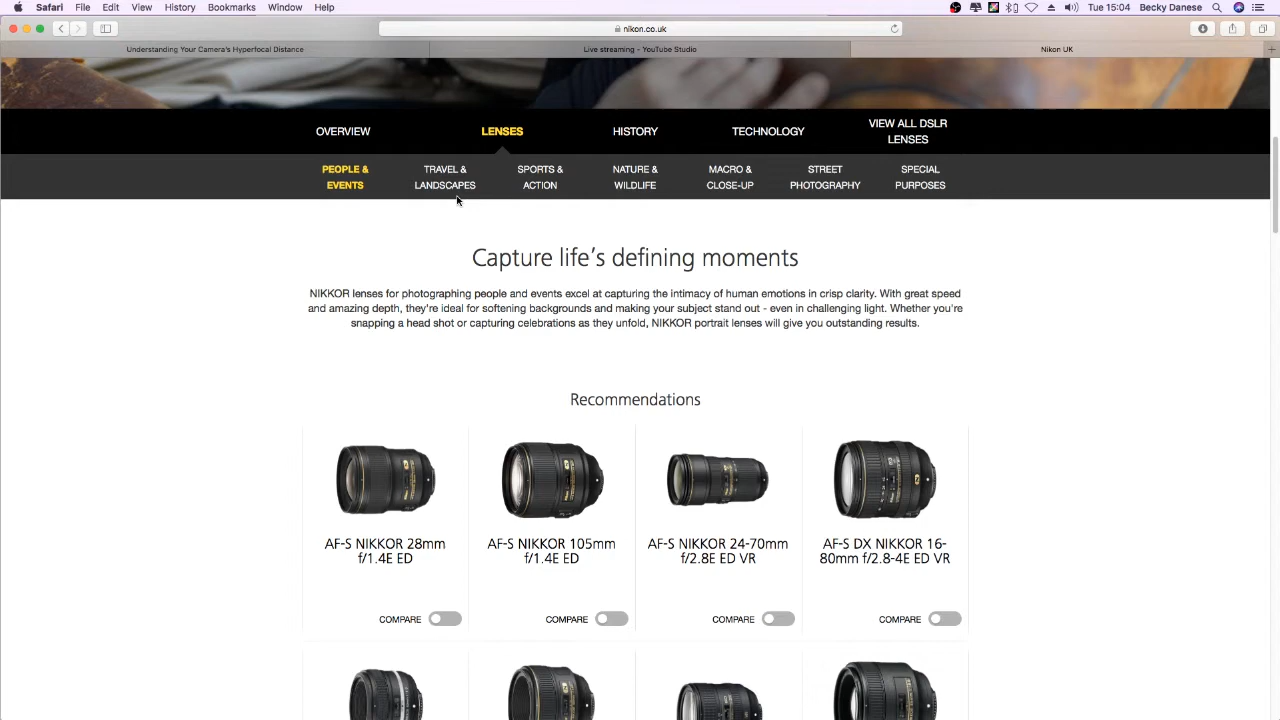 Safari File Edit View History Bookmarks Window Help Tue 15:04 Becky Danese
nikon.co.uk
Understanding Your Camera's Hyperfocal Distance Live streaming - YouTube Studio Nikon UK
OVERVIEW LENSES HISTORY TECHNOLOGY VIEW ALL DSLR
LENSES
PEOPLE & TRAVEL & SPORTS & NATURE & MACRO & STREET SPECIAL
EVENTS LANDSCAPES ACTION WILDLIFE CLOSE-UP PHOTOGRAPHY PURPOSES
Capture life's defining moments
NIKKOR lenses for photographing people and events excel at capturing the intimacy of human emotions in crisp clarity. With great speed
and amazing depth, they're ideal for softening backgrounds and making your subject stand out - even in challenging light. Whether you're
snapping a head shot or capturing celebrations as they unfold, NIKKOR portrait lenses will give you outstanding results.
Recommendations
AF-S NIKKOR 28mm
f/1.4E ED
AF-S NIKKOR 105mm
f/1.4E ED
AF-S NIKKOR 24-70mm
f/2.8E ED VR
AF-S DX NIKKOR 16-
80mm f/2.8-4E ED VR
COMPARE COMPARE COMPARE COMPARE